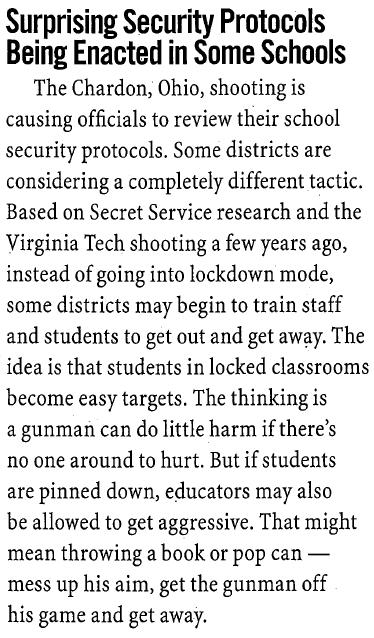 Surprising Security Protocols
Being Enacted in Some Schools
The Chardon, Ohio, shooting is
causing officials to review their school
security protocols. Some districts are
considering a completely different tactic.
Based on Secret Service research and the
Virginia Tech shooting a few years ago,
instead of going into lockdown mode,
some districts may begin to train staff
and students to get out and get away. The
idea is that students in locked classrooms
become easy targets. The thinking is
a gunman can do little harm if there's
no one around to hurt. But if students
are pinned down, educators may also
be allowed to get aggressive. That might
mean throwing a book or pop can —
mess up his aim, get the gunman off
his game and get away.